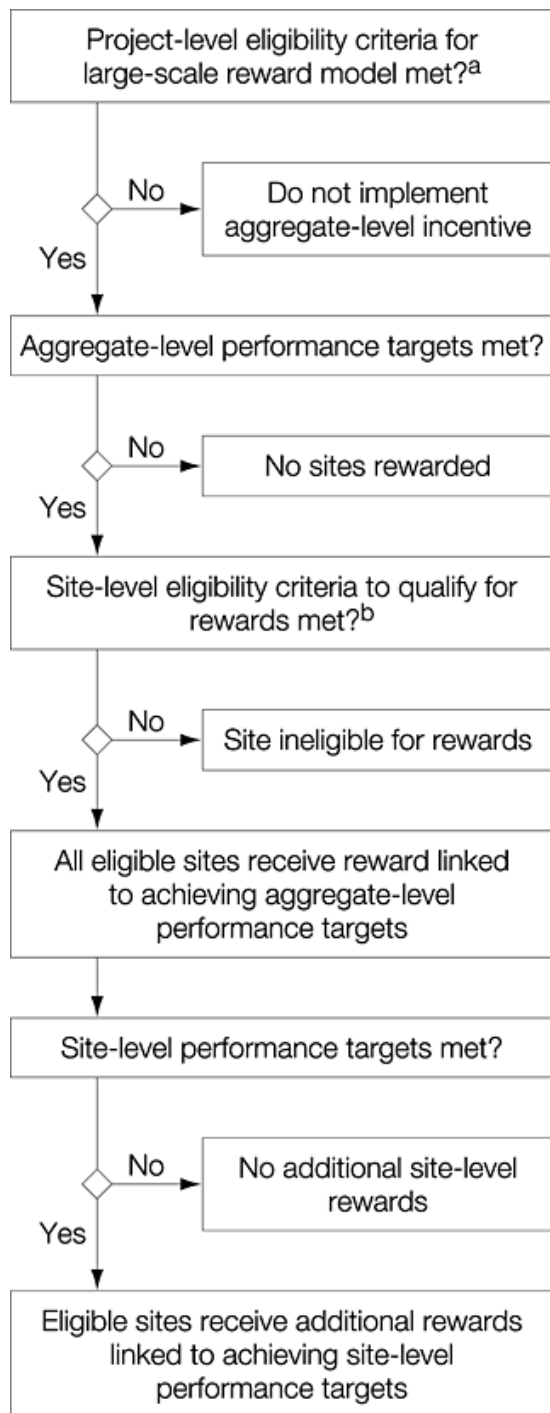 Project-level eligibility criteria for
large-scale reward model met?a
No
Do not implement
aggregate-level incentive
Yes
Aggregate-level performance targets met?
No
No sites rewarded
Yes
Site-level eligibility criteria to qualify for
rewards met?b
No
Site ineligible for rewards
Yes
All eligible sites receive reward linked
to achieving aggregate-level
performance targets
Site-level performance targets met?
No
No additional site-level
rewards
Yes
Eligible sites receive additional rewards
linked to achieving site-level
performance targets